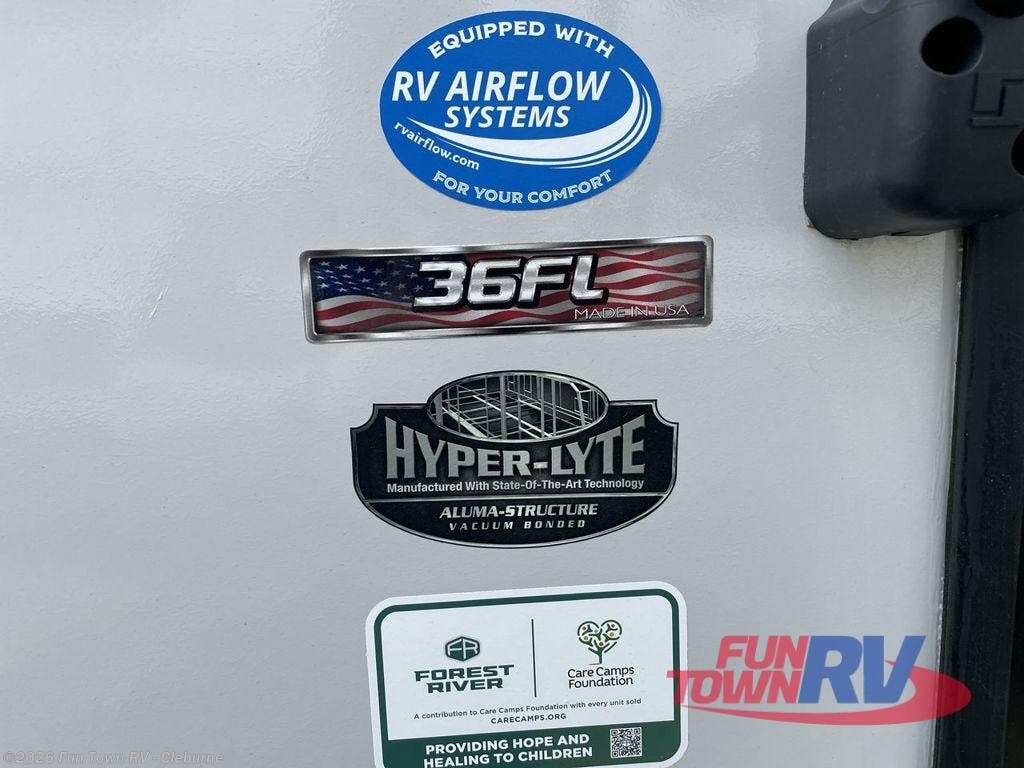 EQUIPPED WITH
RV AIRFLOW
SYSTEMS
rvairflow.com
FOR YOUR COMFORT
36FL
MADE IN USA
HYPER-LYTE
Manufactured With State-Of-The-Art Technology
ALUMA-STRUCTURE
VACUUM BONDED
FR
FOREST
RIVER
Care Camps
Foundation
A contribution to Care Camps Foundation with every unit sold
CARECAMPS.ORG
PROVIDING HOPE AND
HEALING TO CHILDREN
FUN
TOWN
RV
©2026 Fun Town RV - Cleburne